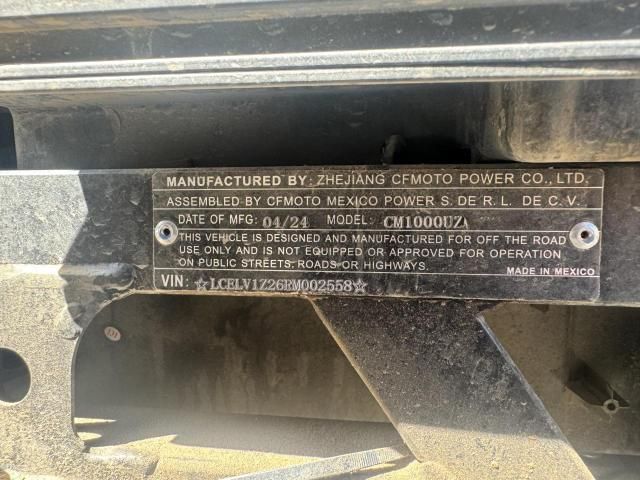 MANUFACTURED BY: ZHEJIANG CFMOTO POWER CO., LTD.
ASSEMBLED BY CFMOTO MEXICO POWER S. DE R. L. DE C. V.
DATE OF MFG: 04/24 MODEL: CM1000UZA
THIS VEHICLE IS DESIGNED AND MANUFACTURED FOR OFF THE ROAD
USE ONLY AND IS NOT EQUIPPED OR APPROVED FOR OPERATION
ON PUBLIC STREETS, ROADS OR HIGHWAYS.
MADE IN MEXICO
VIN: ☆LCELV1Z26RM002558☆